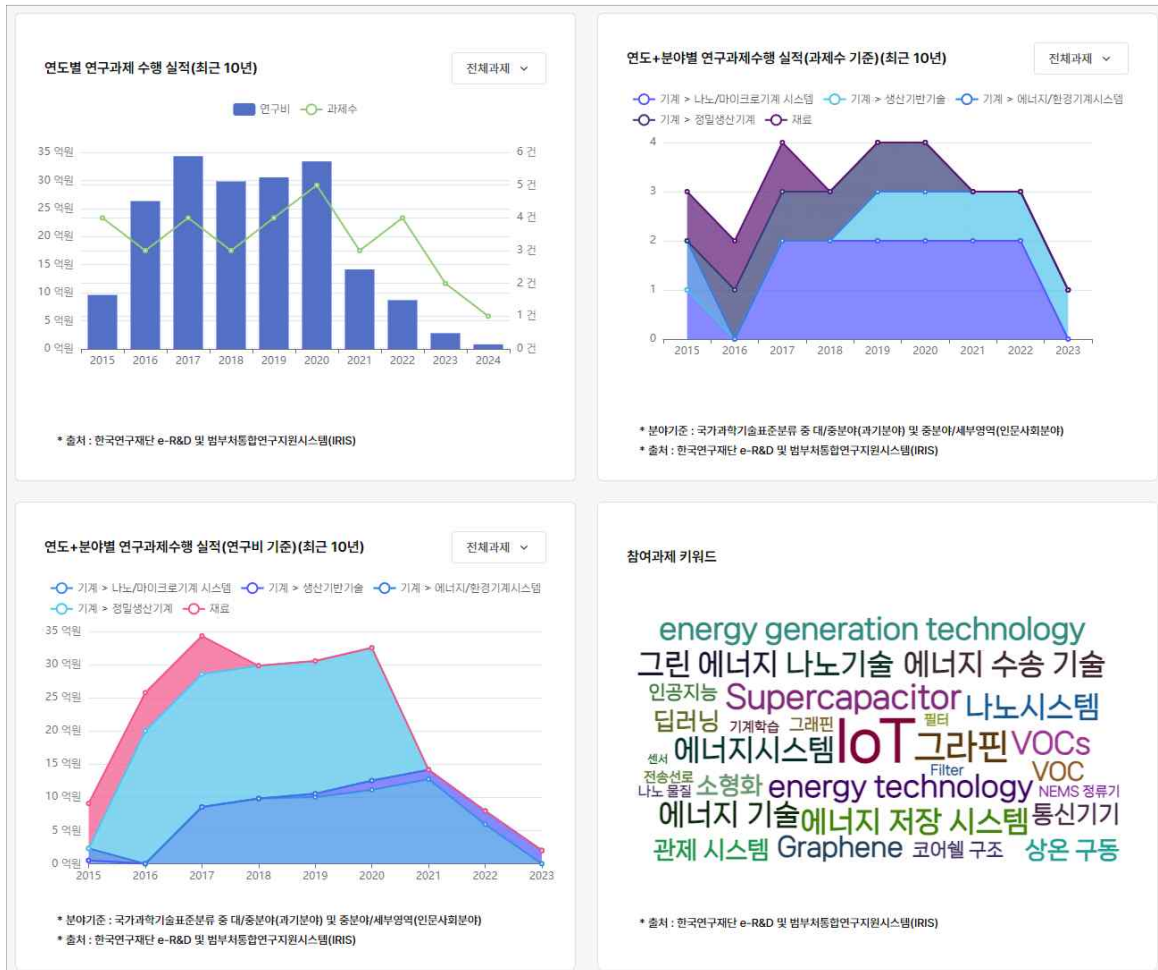 연도별 연구과제 수행 실적(최근 10년)
전체과제
연구비 과제수
35 억원
30 억원
25 억원
20 억원
15 억원
10 억원
5 억원
0 억원
6 건
5 건
4 건
3 건
2 건
1 건
0 건
2015 2016 2017 2018 2019 2020 2021 2022 2023 2024
* 출처 : 한국연구재단 e-R&D 및 범부처통합연구지원시스템(IRIS)
연도+분야별 연구과제수행 실적(과제수 기준)(최근 10년)
전체과제
기계 > 나노/마이크로기계 시스템 기계 > 생산기반기술 기계 > 에너지/환경기계시스템
기계 > 정밀생산기계 재료
4
3
2
1
0
2015 2016 2017 2018 2019 2020 2021 2022 2023
* 분야기준 : 국가과학기술표준분류 중 대/중분야(과기분야) 및 중분야/세부영역(인문사회분야)
* 출처 : 한국연구재단 e-R&D 및 범부처통합연구지원시스템(IRIS)
연도+분야별 연구과제수행 실적(연구비 기준)(최근 10년)
전체과제
기계 > 나노/마이크로기계 시스템 기계 > 생산기반기술 기계 > 에너지/환경기계시스템
기계 > 정밀생산기계 재료
35 억원
30 억원
25 억원
20 억원
15 억원
10 억원
5 억원
0 억원
2015 2016 2017 2018 2019 2020 2021 2022 2023
* 분야기준 : 국가과학기술표준분류 중 대/중분야(과기분야) 및 중분야/세부영역(인문사회분야)
* 출처 : 한국연구재단 e-R&D 및 범부처통합연구지원시스템(IRIS)
참여과제 키워드
energy generation technology
그린 에너지 나노기술 에너지 수송 기술
인공지능 Supercapacitor 나노시스템
딥러닝 기계학습 그래핀 필터
센서 에너지시스템 IoT 그라핀 VOCs
전송선로 Filter VOC
나노 물질 소형화 energy technology NEMS 정류기
에너지 기술 에너지 저장 시스템 통신기기
관제 시스템 Graphene 코어쉘 구조 상온 구동
* 출처 : 한국연구재단 e-R&D 및 범부처통합연구지원시스템(IRIS)